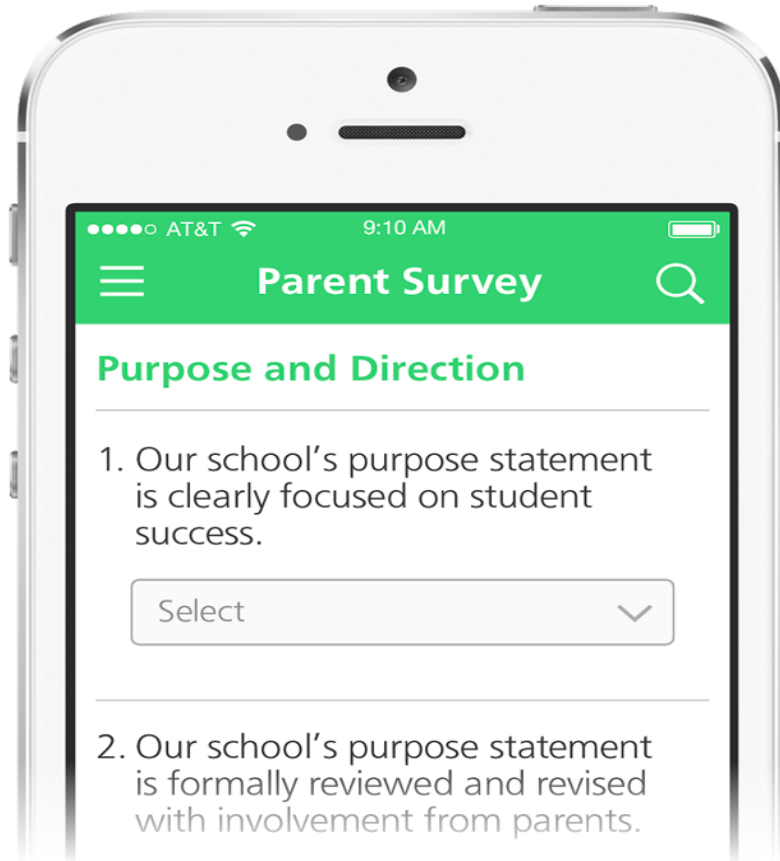 AT&T 9:10 AM
Parent Survey
Purpose and Direction
1. Our school’s purpose statement
is clearly focused on student
success.
Select
2. Our school’s purpose statement
is formally reviewed and revised
with involvement from parents.